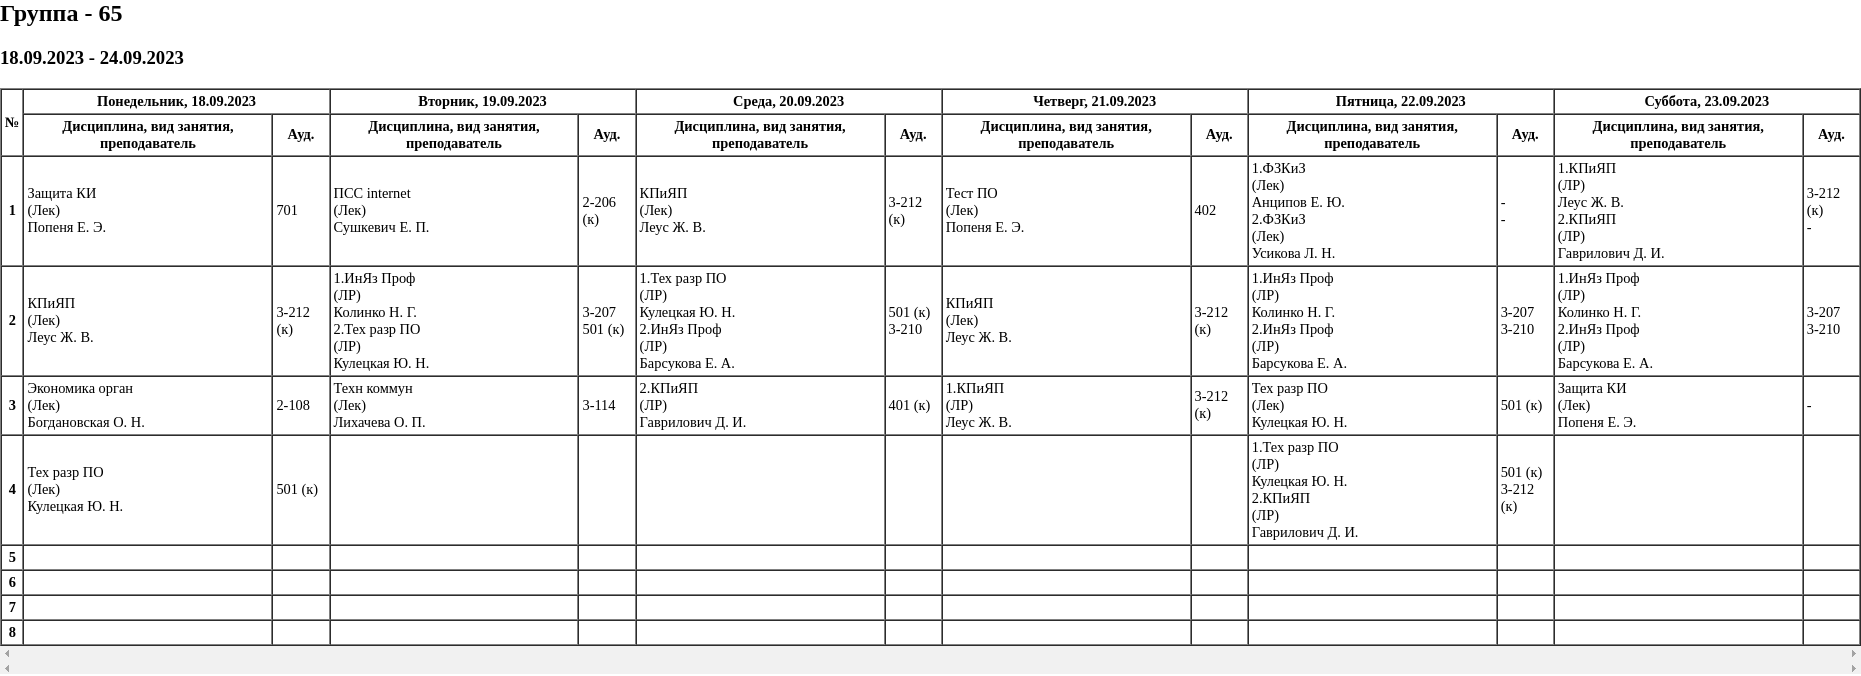 Группа - 65
18.09.2023 - 24.09.2023
№
Понедельник, 18.09.2023
Вторник, 19.09.2023
Среда, 20.09.2023
Четверг, 21.09.2023
Пятница, 22.09.2023
Суббота, 23.09.2023
Дисциплина, вид занятия,
преподаватель
Ауд.
Дисциплина, вид занятия,
преподаватель
Ауд.
Дисциплина, вид занятия,
преподаватель
Ауд.
Дисциплина, вид занятия,
преподаватель
Ауд.
Дисциплина, вид занятия,
преподаватель
Ауд.
Дисциплина, вид занятия,
преподаватель
Ауд.
1
Защита КИ
(Лек)
Попеня Е. Э.
701
ПСС internet
(Лек)
Сушкевич Е. П.
2-206
(к)
КПиЯП
(Лек)
Леус Ж. В.
3-212
(к)
Тест ПО
(Лек)
Попеня Е. Э.
402
1.ФЗКиЗ
(Лек)
Анципов Е. Ю.
2.ФЗКиЗ
(Лек)
Усикова Л. Н.
-
-
1.КПиЯП
(ЛР)
Леус Ж. В.
2.КПиЯП
(ЛР)
Гаврилович Д. И.
3-212
(к)
-
2
КПиЯП
(Лек)
Леус Ж. В.
3-212
(к)
1.ИнЯз Проф
(ЛР)
Колинко Н. Г.
2.Тех разр ПО
(ЛР)
Кулецкая Ю. Н.
3-207
501 (к)
1.Тех разр ПО
(ЛР)
Кулецкая Ю. Н.
2.ИнЯз Проф
(ЛР)
Барсукова Е. А.
501 (к)
3-210
КПиЯП
(Лек)
Леус Ж. В.
3-212
(к)
1.ИнЯз Проф
(ЛР)
Колинко Н. Г.
2.ИнЯз Проф
(ЛР)
Барсукова Е. А.
3-207
3-210
1.ИнЯз Проф
(ЛР)
Колинко Н. Г.
2.ИнЯз Проф
(ЛР)
Барсукова Е. А.
3-207
3-210
3
Экономика орган
(Лек)
Богдановская О. Н.
2-108
Техн коммун
(Лек)
Лихачева О. П.
3-114
2.КПиЯП
(ЛР)
Гаврилович Д. И.
401 (к)
1.КПиЯП
(ЛР)
Леус Ж. В.
3-212
(к)
Тех разр ПО
(Лек)
Кулецкая Ю. Н.
501 (к)
Защита КИ
(Лек)
Попеня Е. Э.
-
4
Тех разр ПО
(Лек)
Кулецкая Ю. Н.
501 (к)
1.Тех разр ПО
(ЛР)
Кулецкая Ю. Н.
2.КПиЯП
(ЛР)
Гаврилович Д. И.
501 (к)
3-212
(к)
5
6
7
8